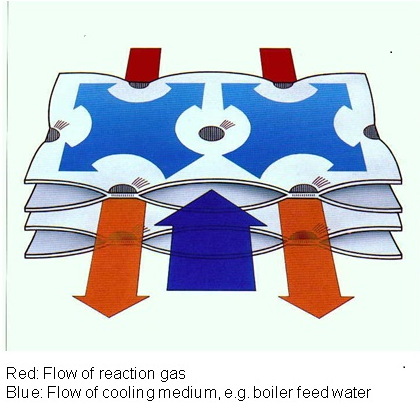 Red: Flow of reaction gas
Blue: Flow of cooling medium, e.g. boiler feed water